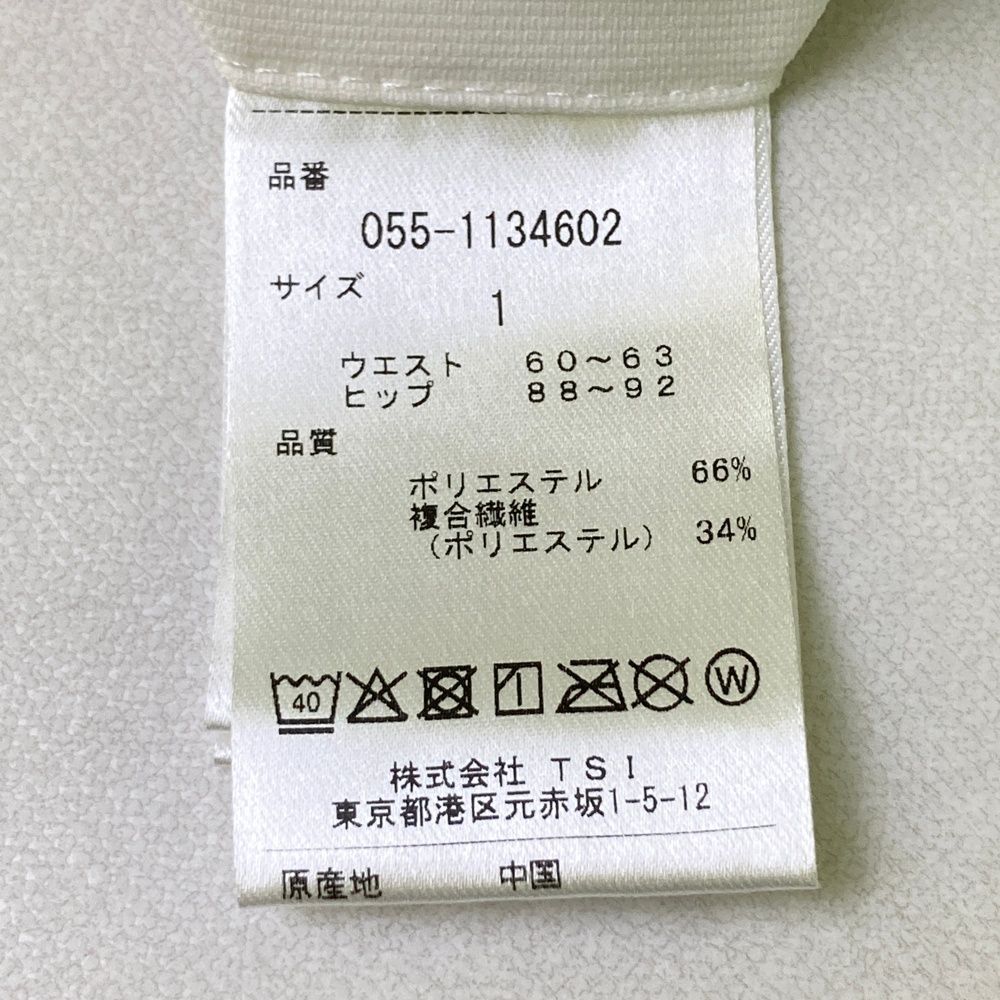 品番
055-1134602
サイズ
1
ウエスト 60〜63
ヒップ 88〜92
品質
ポリエステル 66%
複合繊維
(ポリエステル) 34%
40
W
株式会社 TSI
東京都港区元赤坂1-5-12
原産地 中国